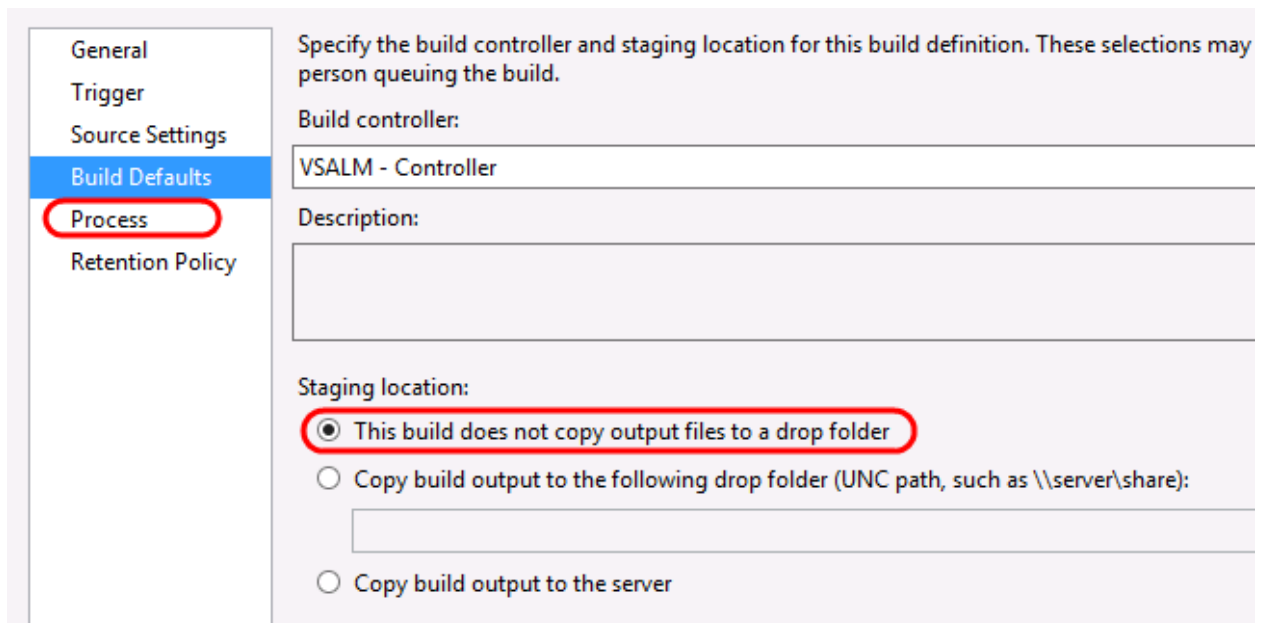 General
Trigger
Source Settings
Build Defaults
Process
Retention Policy
Specify the build controller and staging location for this build definition. These selections may
person queuing the build.
Build controller:
VSALM - Controller
Description:
Staging location:
This build does not copy output files to a drop folder
Copy build output to the following drop folder (UNC path, such as \\server\share):
Copy build output to the server